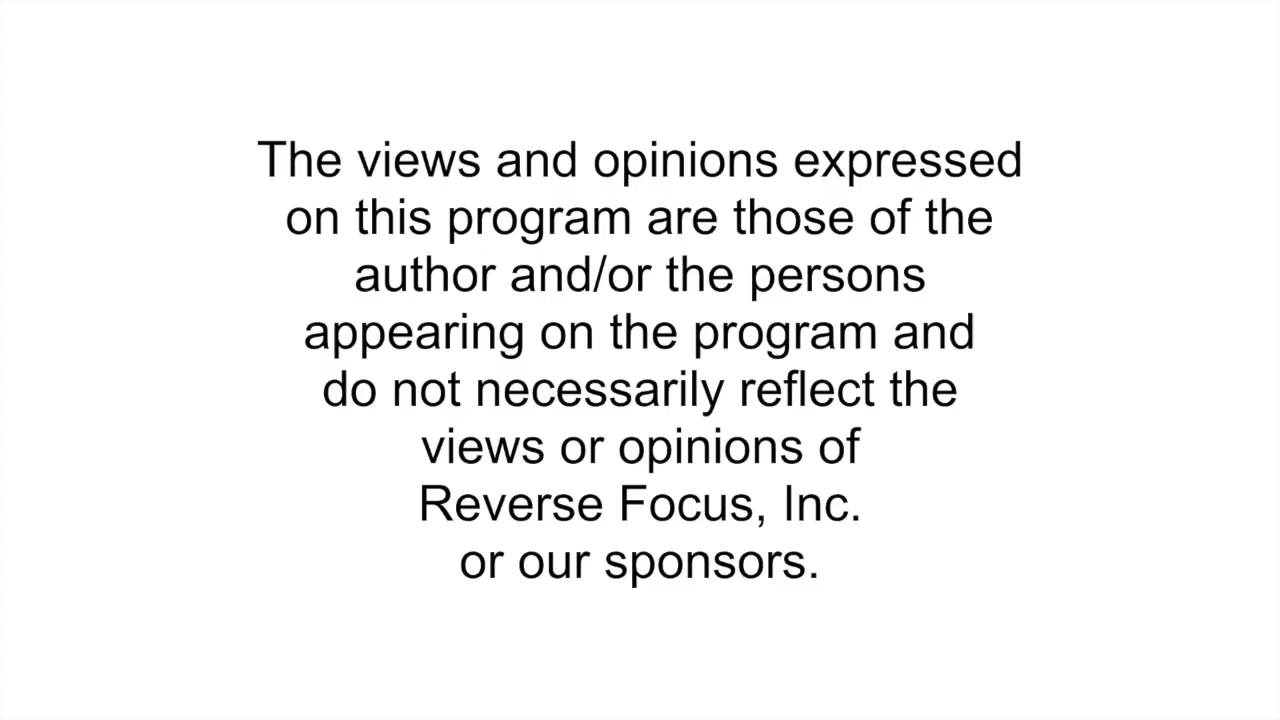 The views and opinions expressed
on this program are those of the
author and/or the persons
appearing on the program and
do not necessarily reflect the
views or opinions of
Reverse Focus, Inc.
or our sponsors.